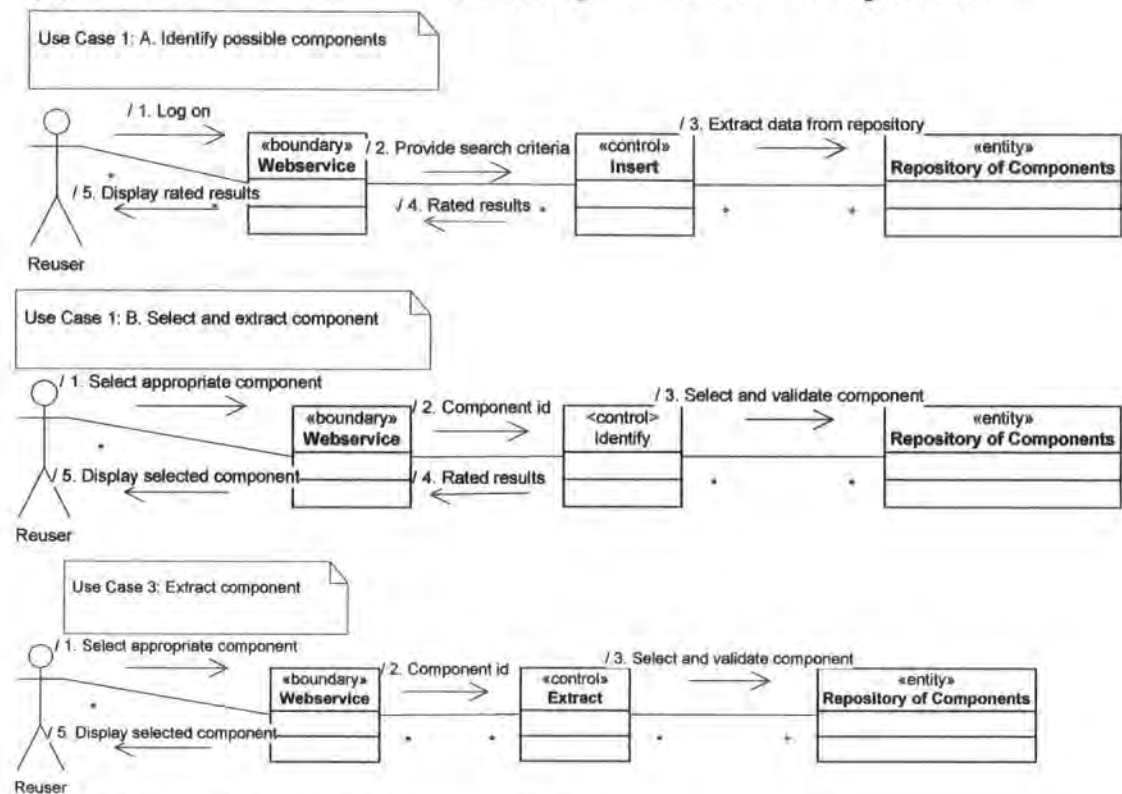 Use Case 1: A. Identify possible components
/ 1. Log on
/ 3. Extract data from repository
«boundary»
Webservice
/ 2. Provide search criteria
«control»
Insert
«entity»
Repository of Components
/ 5. Display rated results
/ 4. Rated results
Reuser
Use Case 1: B. Select and extract component
/ 1. Select appropriate component
/ 3. Select and validate component
«boundary»
Webservice
/ 2. Component id
<control>
Identify
«entity»
Repository of Components
/ 5. Display selected component
/ 4. Rated results
Reuser
Use Case 3: Extract component
/ 1. Select appropriate component
/ 3. Select and validate component
«boundary»
Webservice
/ 2. Component id
«control»
Extract
«entity»
Repository of Components
/ 5. Display selected component
Reuser